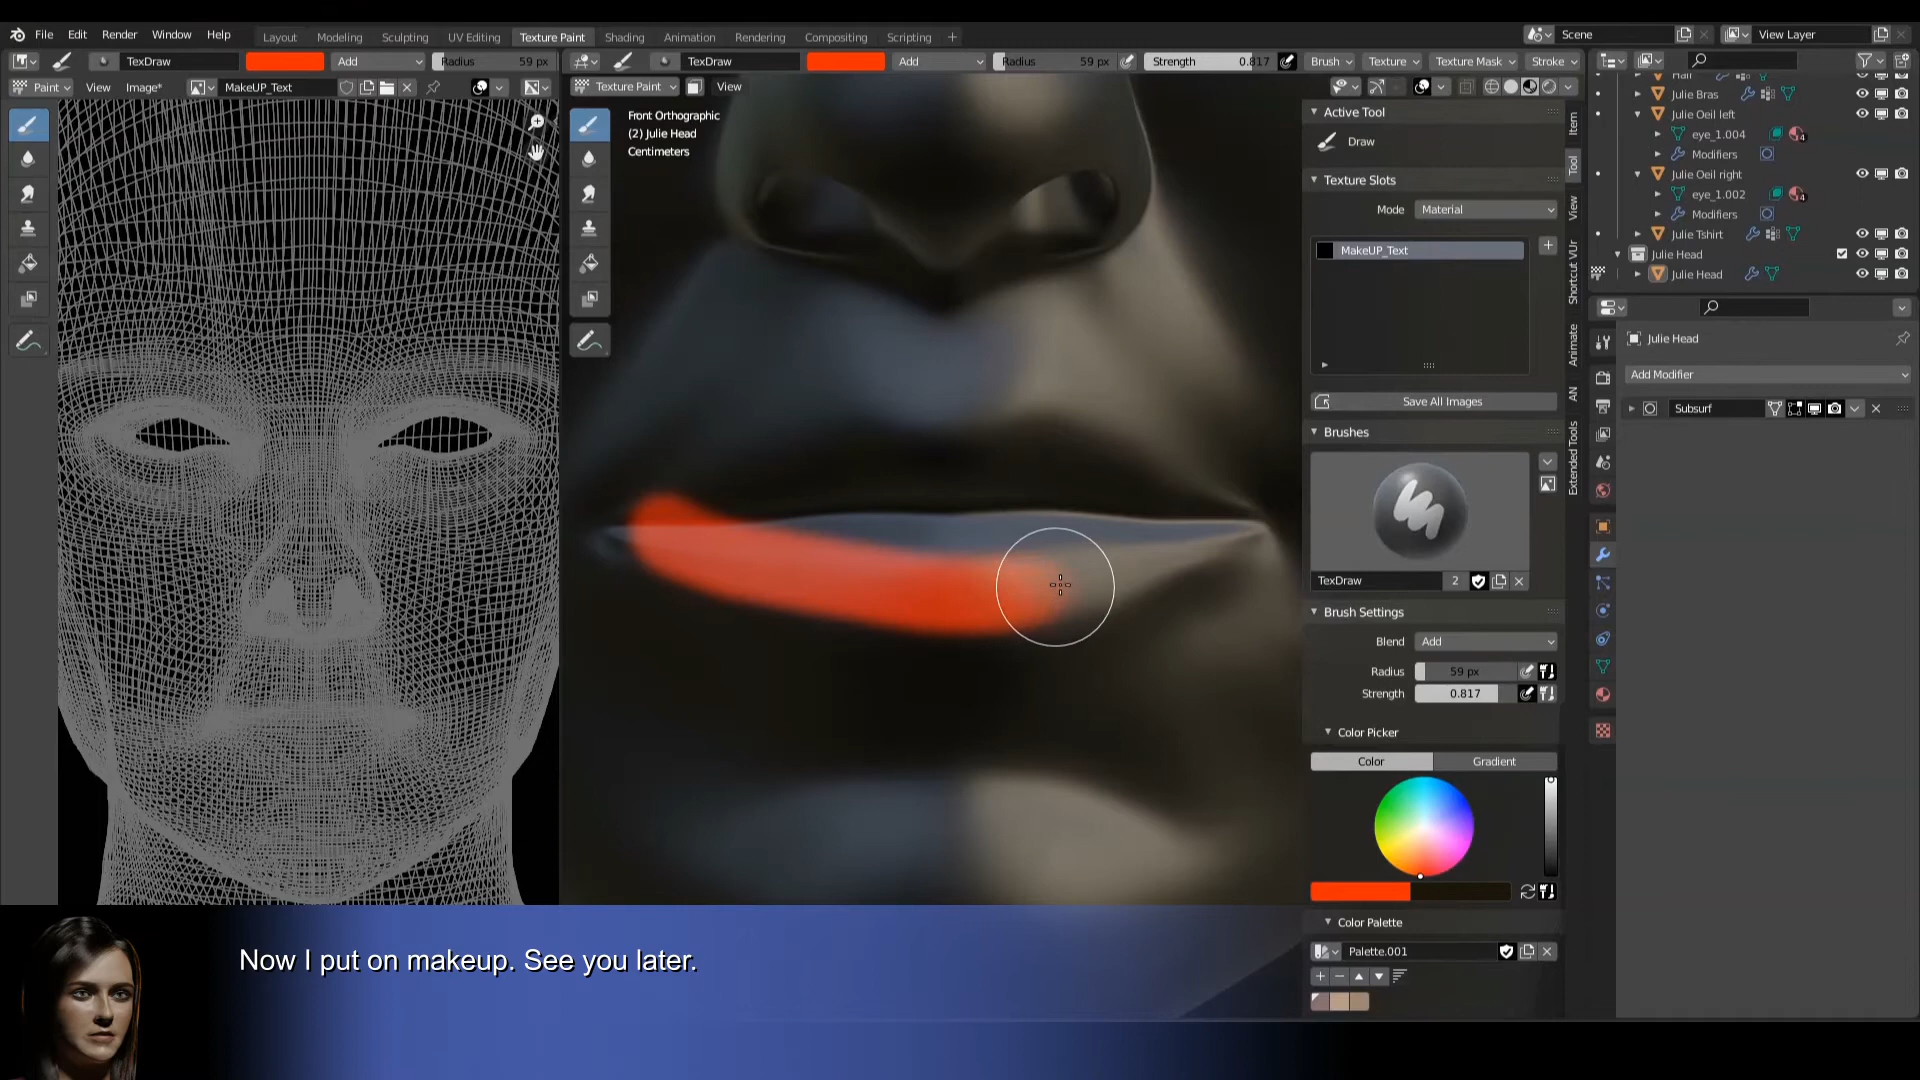 File Edit Render Window Help Layout Modeling Sculpting UV Editing Texture Paint Shading Animation Rendering Compositing Scripting + Scene View Layer
TexDraw Add Radius 59 px TexDraw Add Radius 59 px Strength 0.817 Brush Texture Texture Mask Stroke
Paint View Image* MakeUP_Text Texture Paint View
Front Orthographic
(2) Julie Head
Centimeters
Active Tool
Draw
Texture Slots
Mode Material
MakeUP_Text
Save All Images
Brushes
TexDraw 2
Brush Settings
Blend Add
Radius 59 px
Strength 0.817
Color Picker
Color Gradient
Color Palette
Palette.001
Item
Tool
View
Shortcut VUr
Animate
AN
Extended Tools
Hair
Julie Bras
Julie Oeil left
eye_1.004
Modifiers
Julie Oeil right
eye_1.002
Modifiers
Julie Tshirt
Julie Head
Julie Head
Julie Head
Add Modifier
Subsurf
Now I put on makeup. See you later.